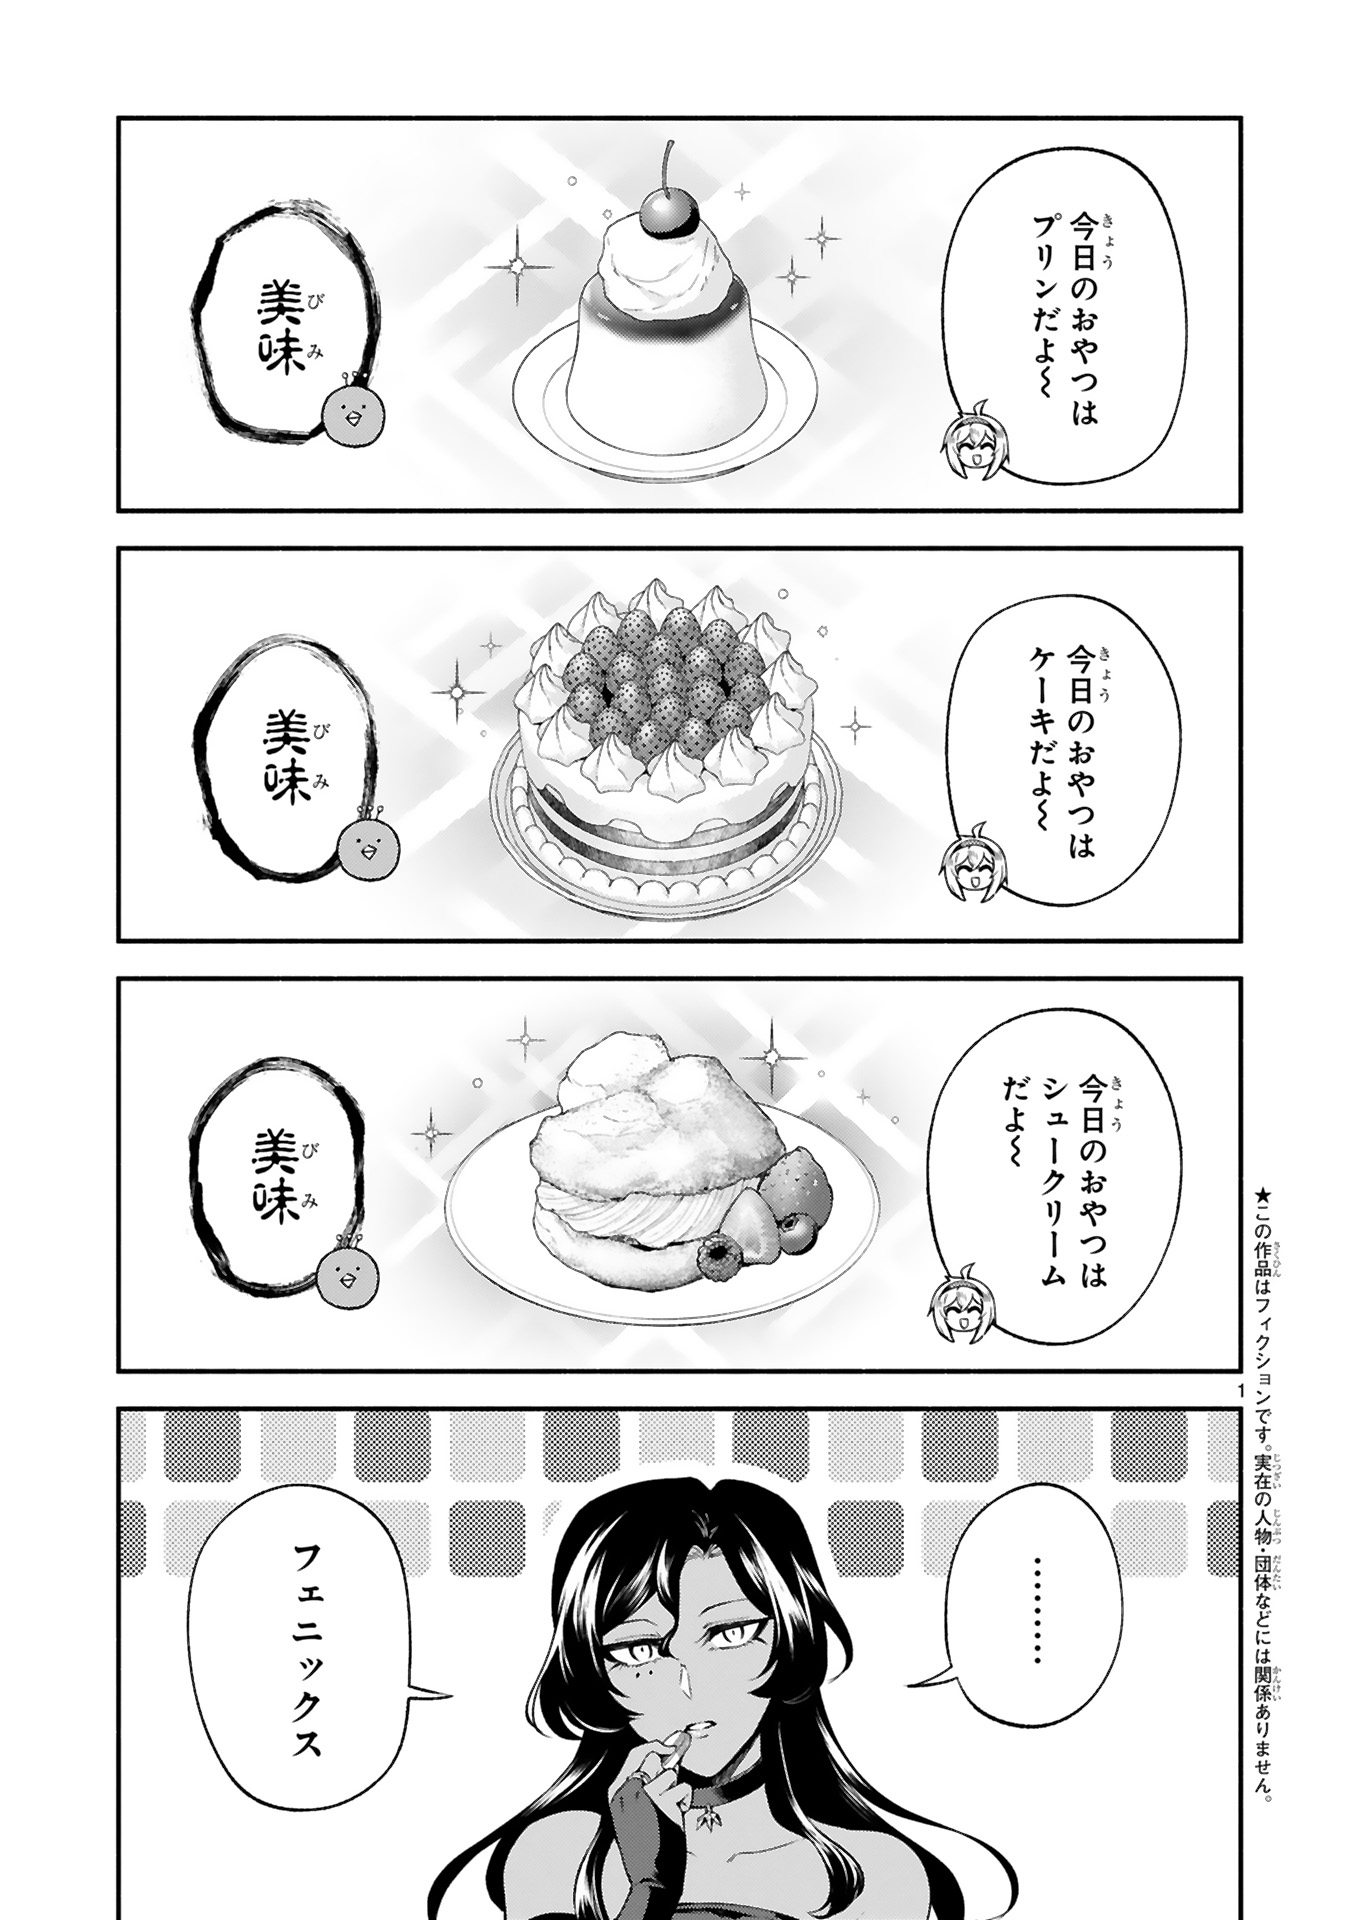 今日のおやつは
プリンだよ〜
美味
今日のおやつは
ケーキだよ〜
美味
今日のおやつは
シュークリーム
だよ〜
美味
………
フェニックス
★この作品はフィクションです。実在の人物・団体などには関係ありません。
1